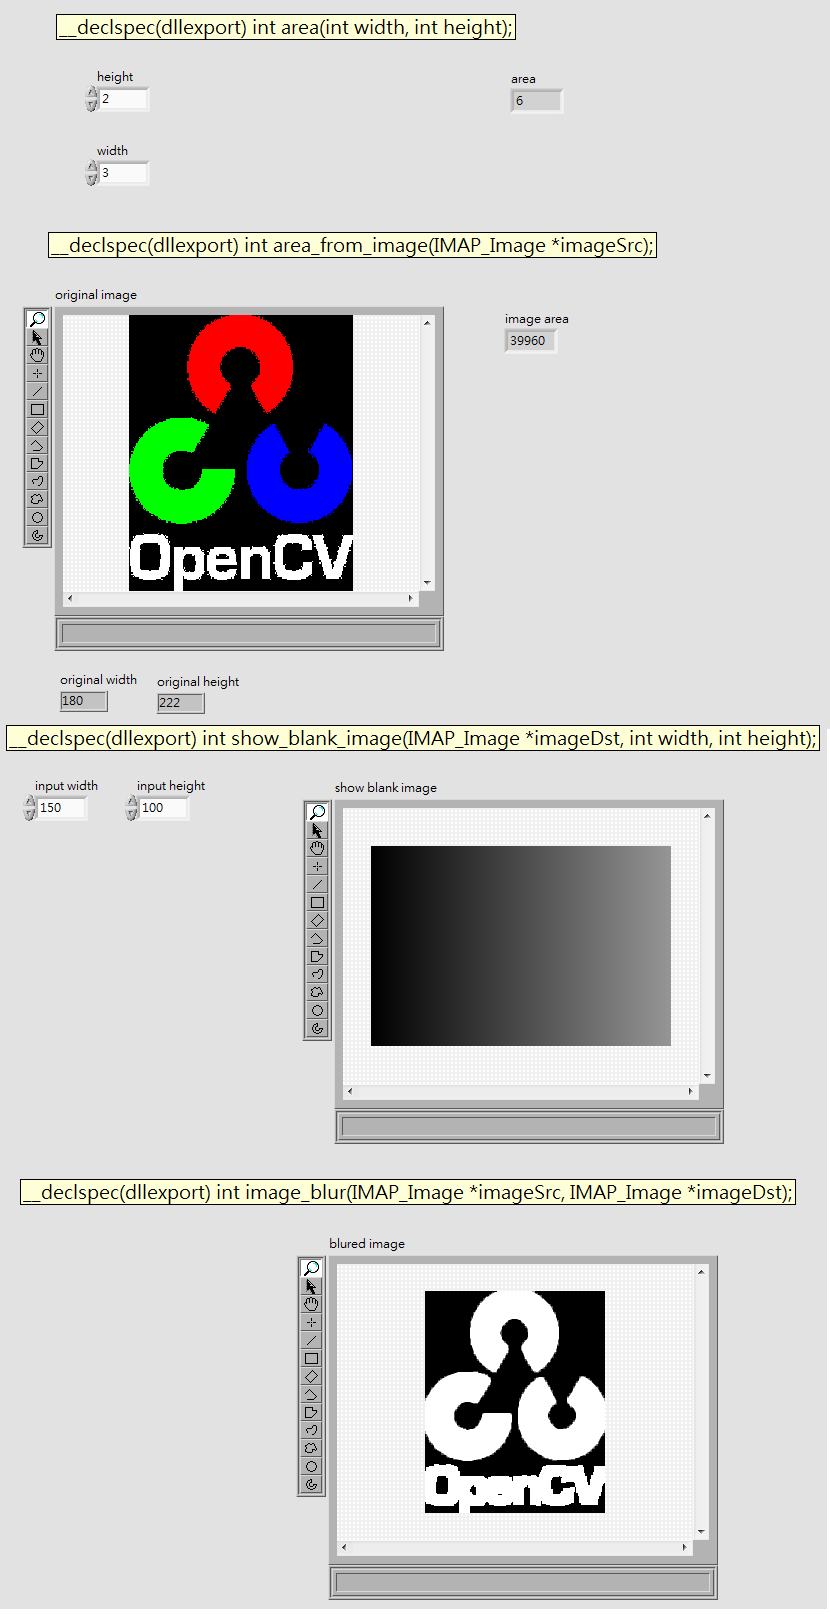 __declspec(dllexport) int area(int width, int height);
height
area
2
6
width
3
__declspec(dllexport) int area_from_image(IMAP_Image *imageSrc);
original image
image area
39960
OpenCV
original width
original height
180
222
__declspec(dllexport) int show_blank_image(IMAP_Image *imageDst, int width, int height);
input width
input height
show blank image
150
100
__declspec(dllexport) int image_blur(IMAP_Image *imageSrc, IMAP_Image *imageDst);
blured image
OpenCV